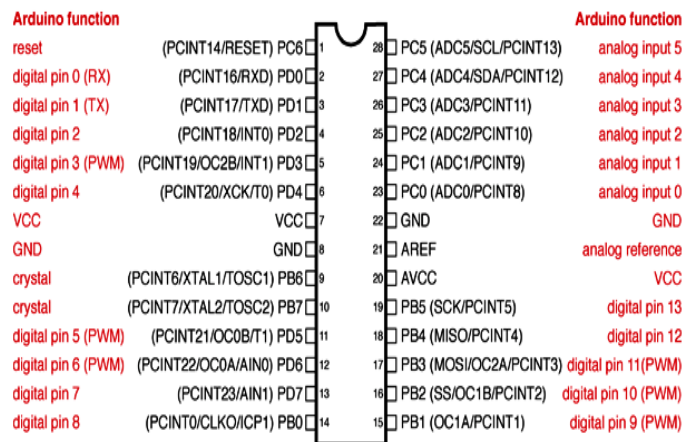 Arduino function Arduino function
reset (PCINT14/RESET) PC6 1 28 PC5 (ADC5/SCL/PCINT13) analog input 5
digital pin 0 (RX) (PCINT16/RXD) PD0 2 27 PC4 (ADC4/SDA/PCINT12) analog input 4
digital pin 1 (TX) (PCINT17/TXD) PD1 3 26 PC3 (ADC3/PCINT11) analog input 3
digital pin 2 (PCINT18/INT0) PD2 4 25 PC2 (ADC2/PCINT10) analog input 2
digital pin 3 (PWM) (PCINT19/OC2B/INT1) PD3 5 24 PC1 (ADC1/PCINT9) analog input 1
digital pin 4 (PCINT20/XCK/T0) PD4 6 23 PC0 (ADC0/PCINT8) analog input 0
VCC VCC 7 22 GND GND
GND GND 8 21 AREF analog reference
crystal (PCINT6/XTAL1/TOSC1) PB6 9 20 AVCC VCC
crystal (PCINT7/XTAL2/TOSC2) PB7 10 19 PB5 (SCK/PCINT5) digital pin 13
digital pin 5 (PWM) (PCINT21/OC0B/T1) PD5 11 18 PB4 (MISO/PCINT4) digital pin 12
digital pin 6 (PWM) (PCINT22/OC0A/AIN0) PD6 12 17 PB3 (MOSI/OC2A/PCINT3) digital pin 11(PWM)
digital pin 7 (PCINT23/AIN1) PD7 13 16 PB2 (SS/OC1B/PCINT2) digital pin 10 (PWM)
digital pin 8 (PCINT0/CLKO/ICP1) PB0 14 15 PB1 (OC1A/PCINT1) digital pin 9 (PWM)